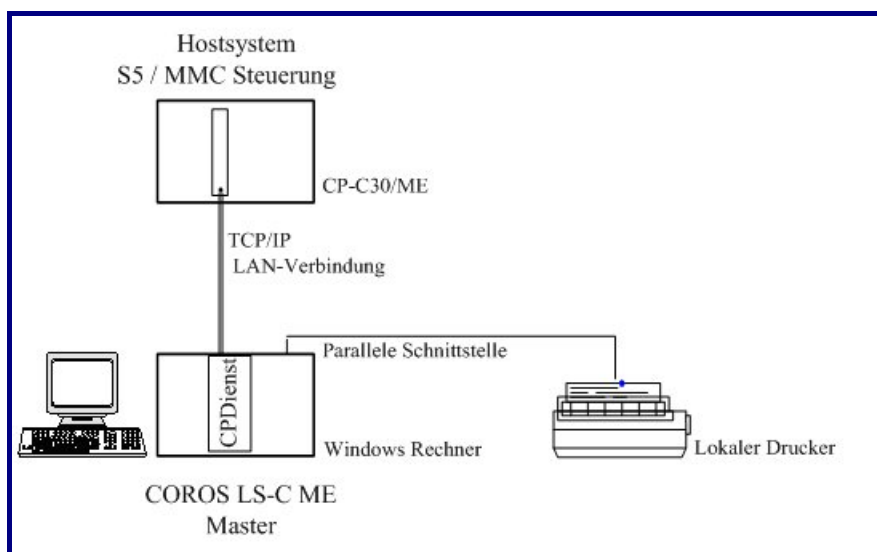 Hostsystem
S5 / MMC Steuerung
CP-C30/ME
TCP/IP
LAN-Verbindung
Parallele Schnittstelle
CPDienst
Windows Rechner
Lokaler Drucker
COROS LS-C ME
Master